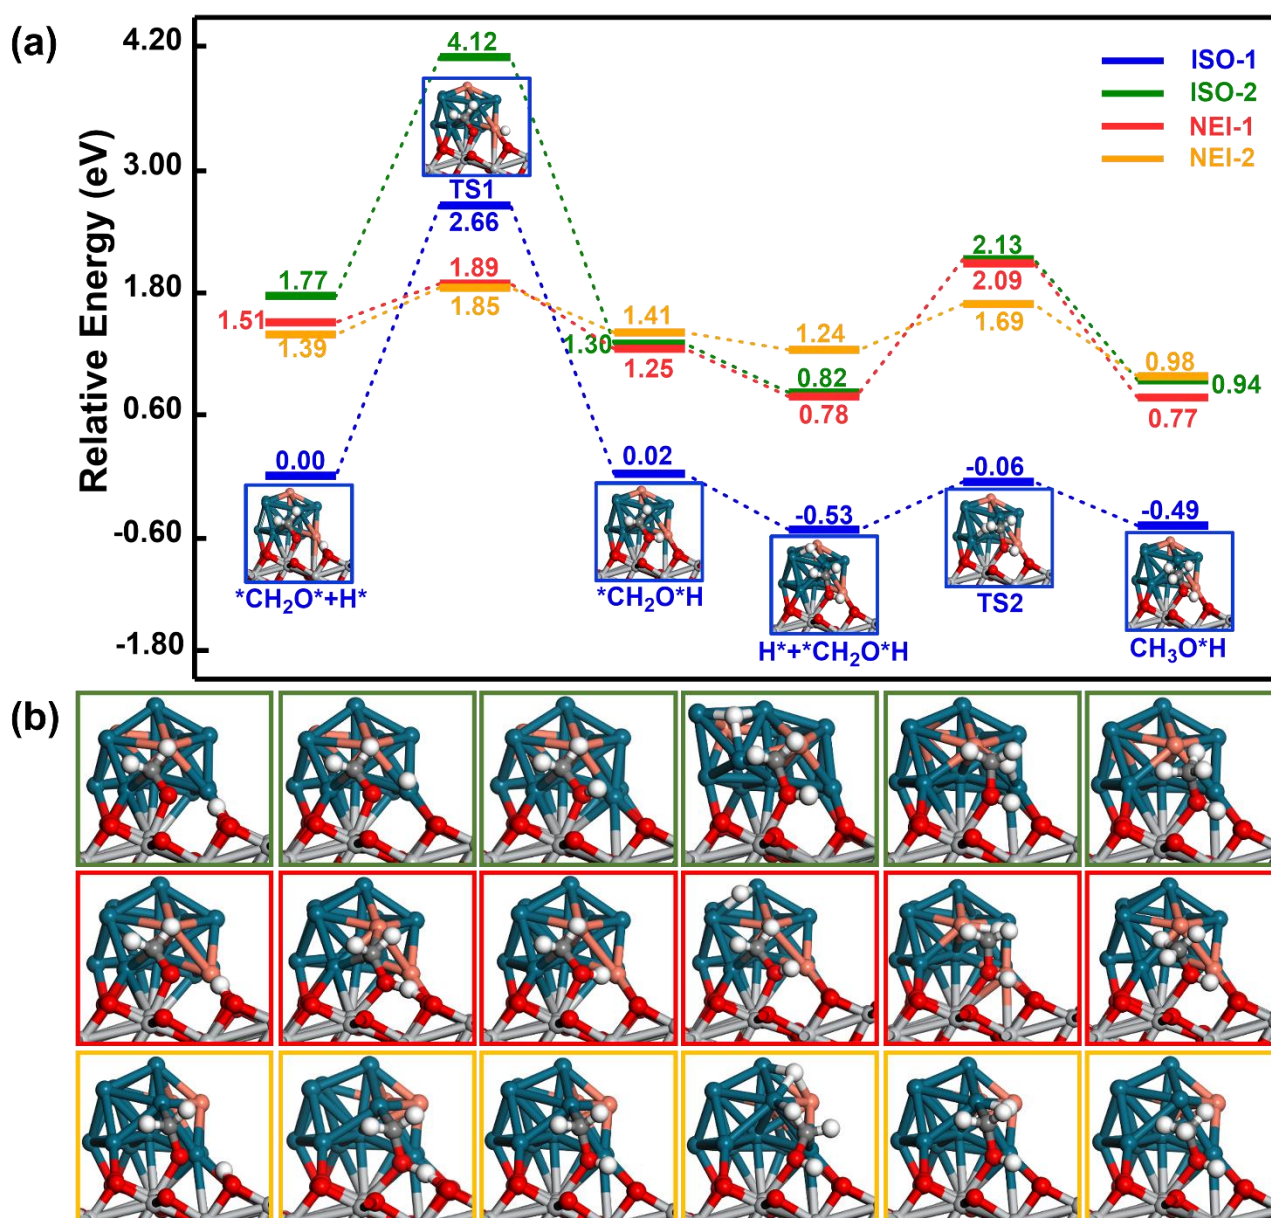 (a)
Relative Energy (eV)
4.20
3.00
1.80
0.60
-0.60
-1.80
ISO-1
ISO-2
NEI-1
NEI-2
4.12
TS1
2.66
1.77
1.51
1.39
1.89
1.85
1.41
1.30
1.25
1.24
0.82
0.78
2.13
2.09
1.69
0.98
0.94
0.77
0.00
0.02
-0.53
-0.06
-0.49
*CH₂O*+H*
*CH₂O*H
H*+*CH₂O*H
TS2
CH₃O*H
(b)